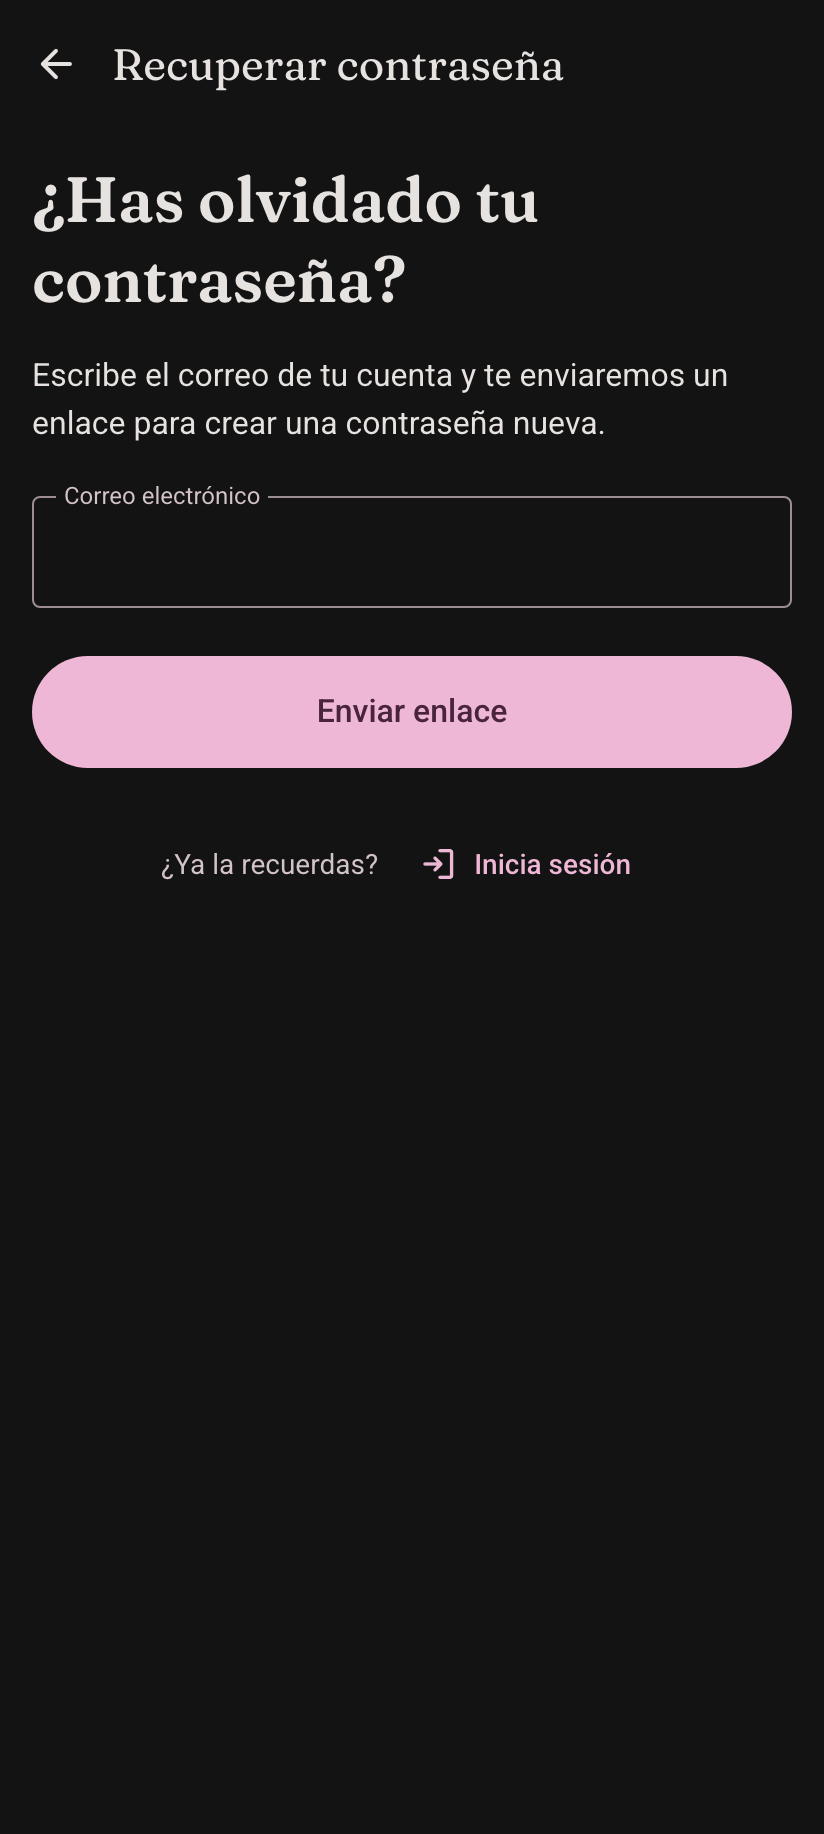 Recuperar contraseña
¿Has olvidado tu
contraseña?
Escribe el correo de tu cuenta y te enviaremos un
enlace para crear una contraseña nueva.
Correo electrónico
Enviar enlace
¿Ya la recuerdas? Inicia sesión